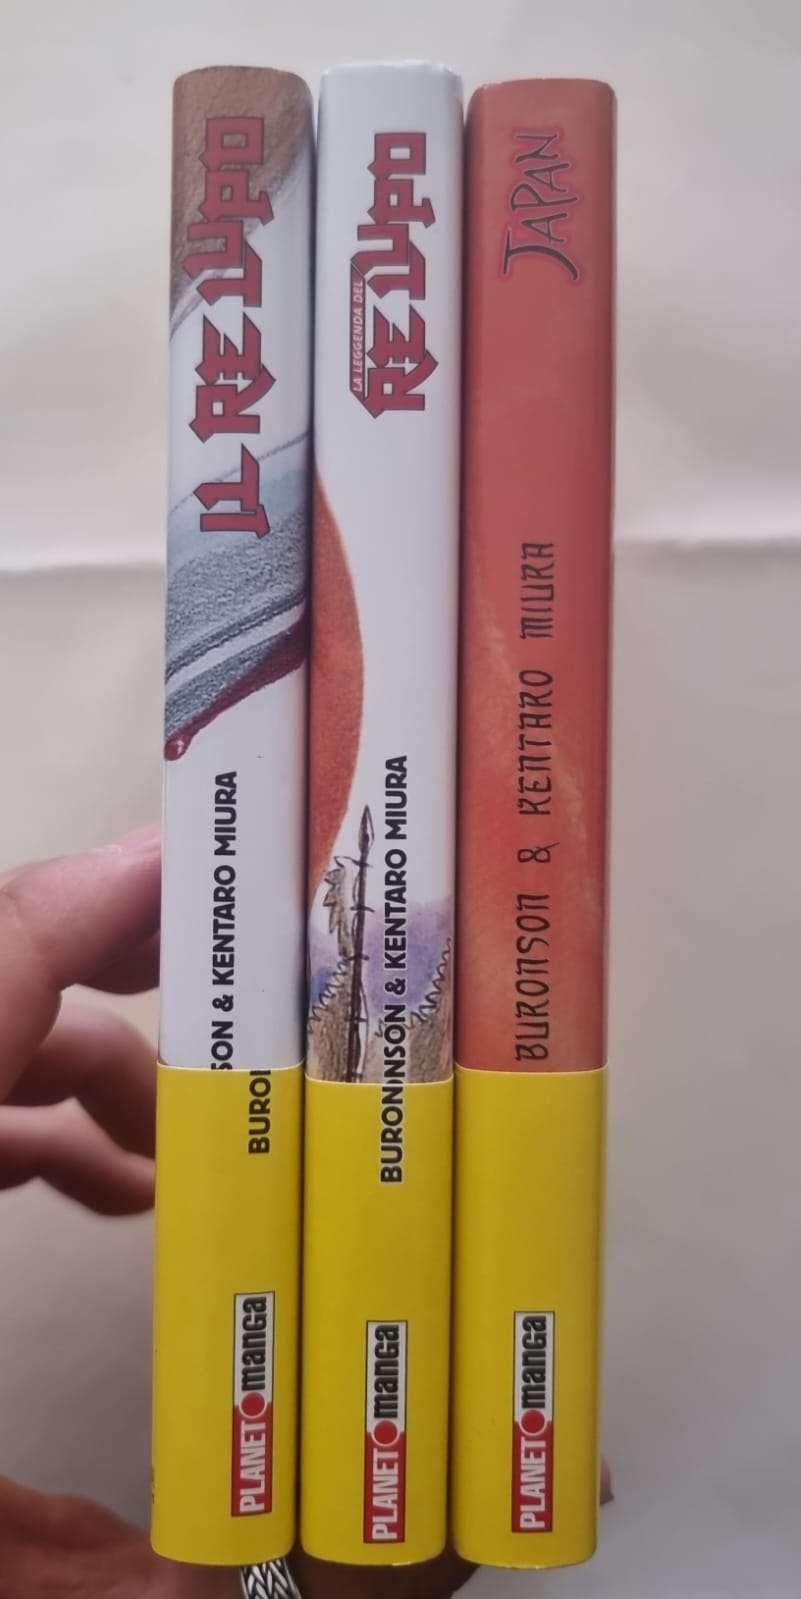 IL RE LUPO
SON & KENTARO MIURA
BURO
PLANET manga
LA LEGGENDA DEL
RE LUPO
BURONNSON & KENTARO MIURA
PLANET manga
JAPAN
BURONSON & KENTARO MIURA
PLANET manga